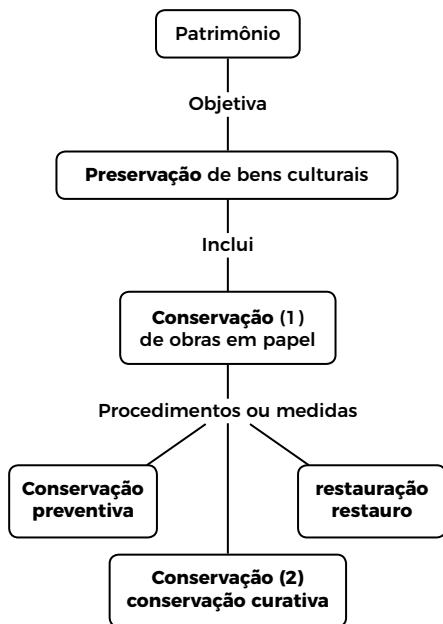 Patrimônio
Objetiva
Preservação de bens culturais
Inclui
Conservação (1)
de obras em papel
Procedimentos ou medidas
Conservação
preventiva
restauração
restauro
Conservação (2)
conservação curativa